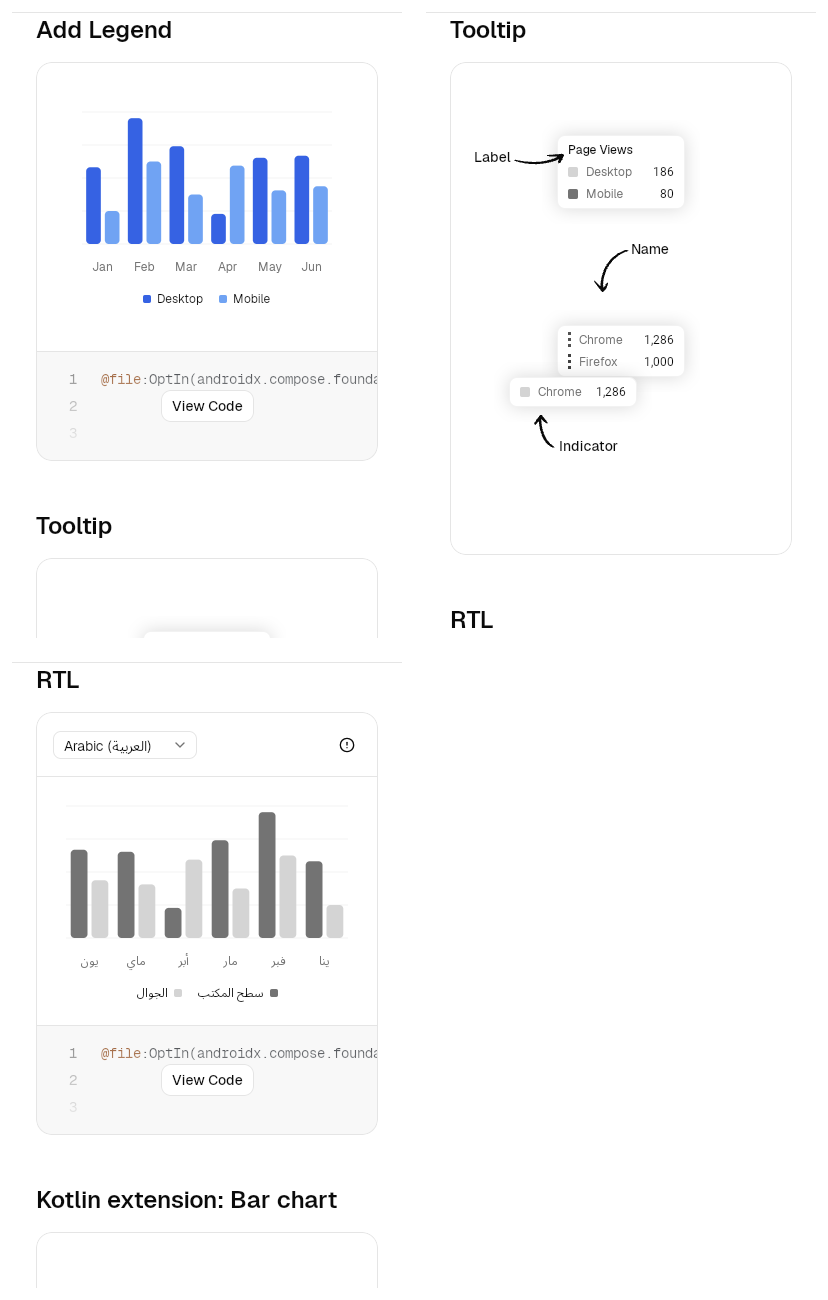 Add Legend
Jan Feb Mar Apr May Jun
Desktop Mobile
1 @file:OptIn(androidx.compose.founda
2
View Code
3
Tooltip
Tooltip
Label
Page Views
Desktop 186
Mobile 80
Name
Chrome 1,286
Firefox 1,000
Chrome 1,286
Indicator
RTL
RTL
Arabic (العربية)
ينا فبر مار أبر ماي يون
سطح المكتب الجوال
1 @file:OptIn(androidx.compose.founda
2
View Code
3
Kotlin extension: Bar chart